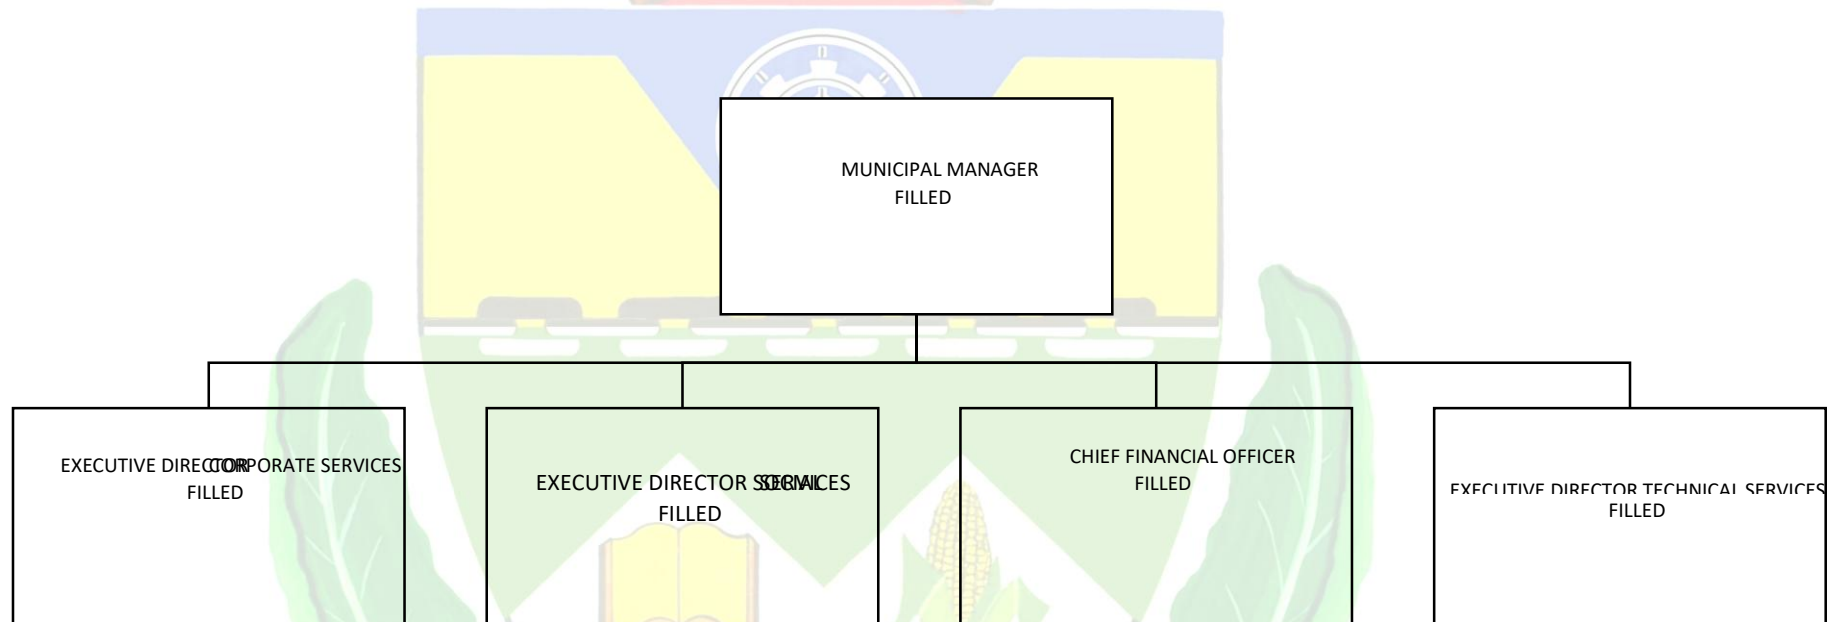 MUNICIPAL MANAGER
FILLED
EXECUTIVE DIRECTOR CORPORATE SERVICES
FILLED
EXECUTIVE DIRECTOR SOCIAL SERVICES
FILLED
CHIEF FINANCIAL OFFICER
FILLED
EXECUTIVE DIRECTOR TECHNICAL SERVICES
FILLED